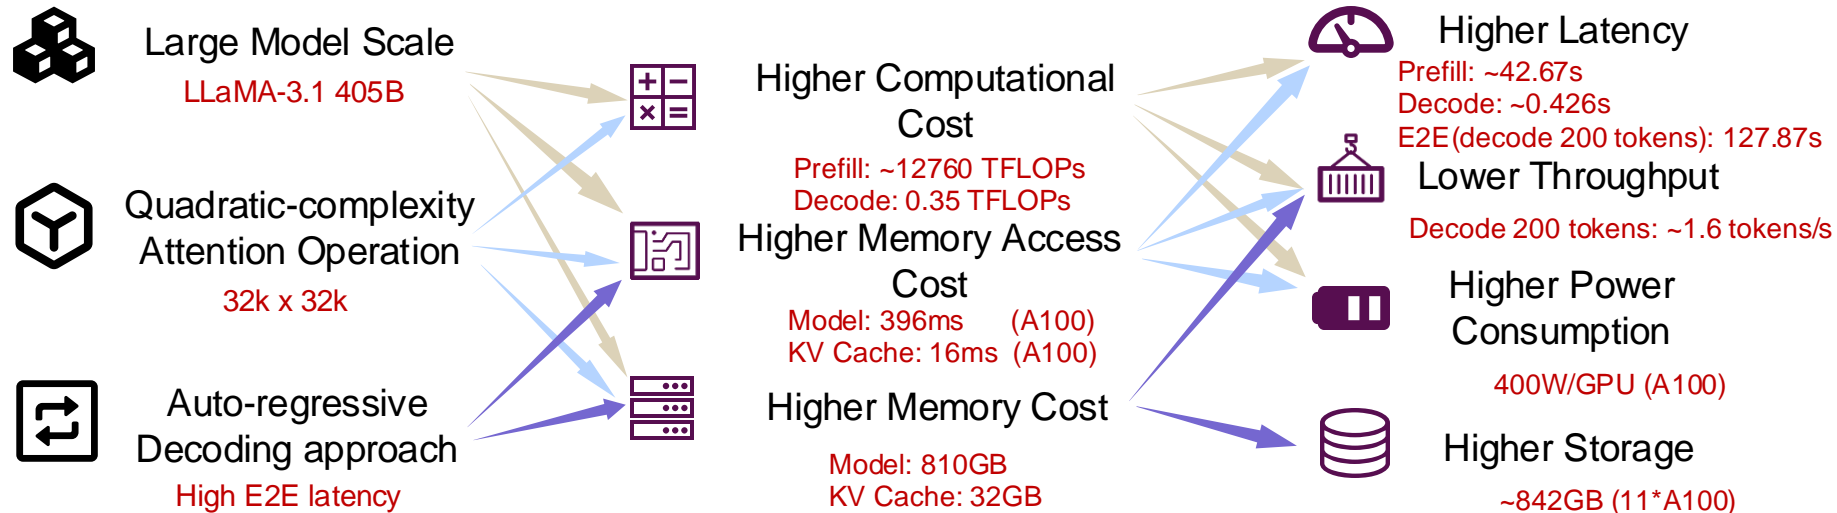 Large Model Scale
LLaMA-3.1 405B
Quadratic-complexity
Attention Operation
32k x 32k
Auto-regressive
Decoding approach
High E2E latency
Higher Computational
Cost
Prefill: ~12760 TFLOPs
Decode: 0.35 TFLOPs
Higher Memory Access
Cost
Model: 396ms (A100)
KV Cache: 16ms (A100)
Higher Memory Cost
Model: 810GB
KV Cache: 32GB
Higher Latency
Prefill: ~42.67s
Decode: ~0.426s
E2E(decode 200 tokens): 127.87s
Lower Throughput
Decode 200 tokens: ~1.6 tokens/s
Higher Power
Consumption
400W/GPU (A100)
Higher Storage
~842GB (11*A100)